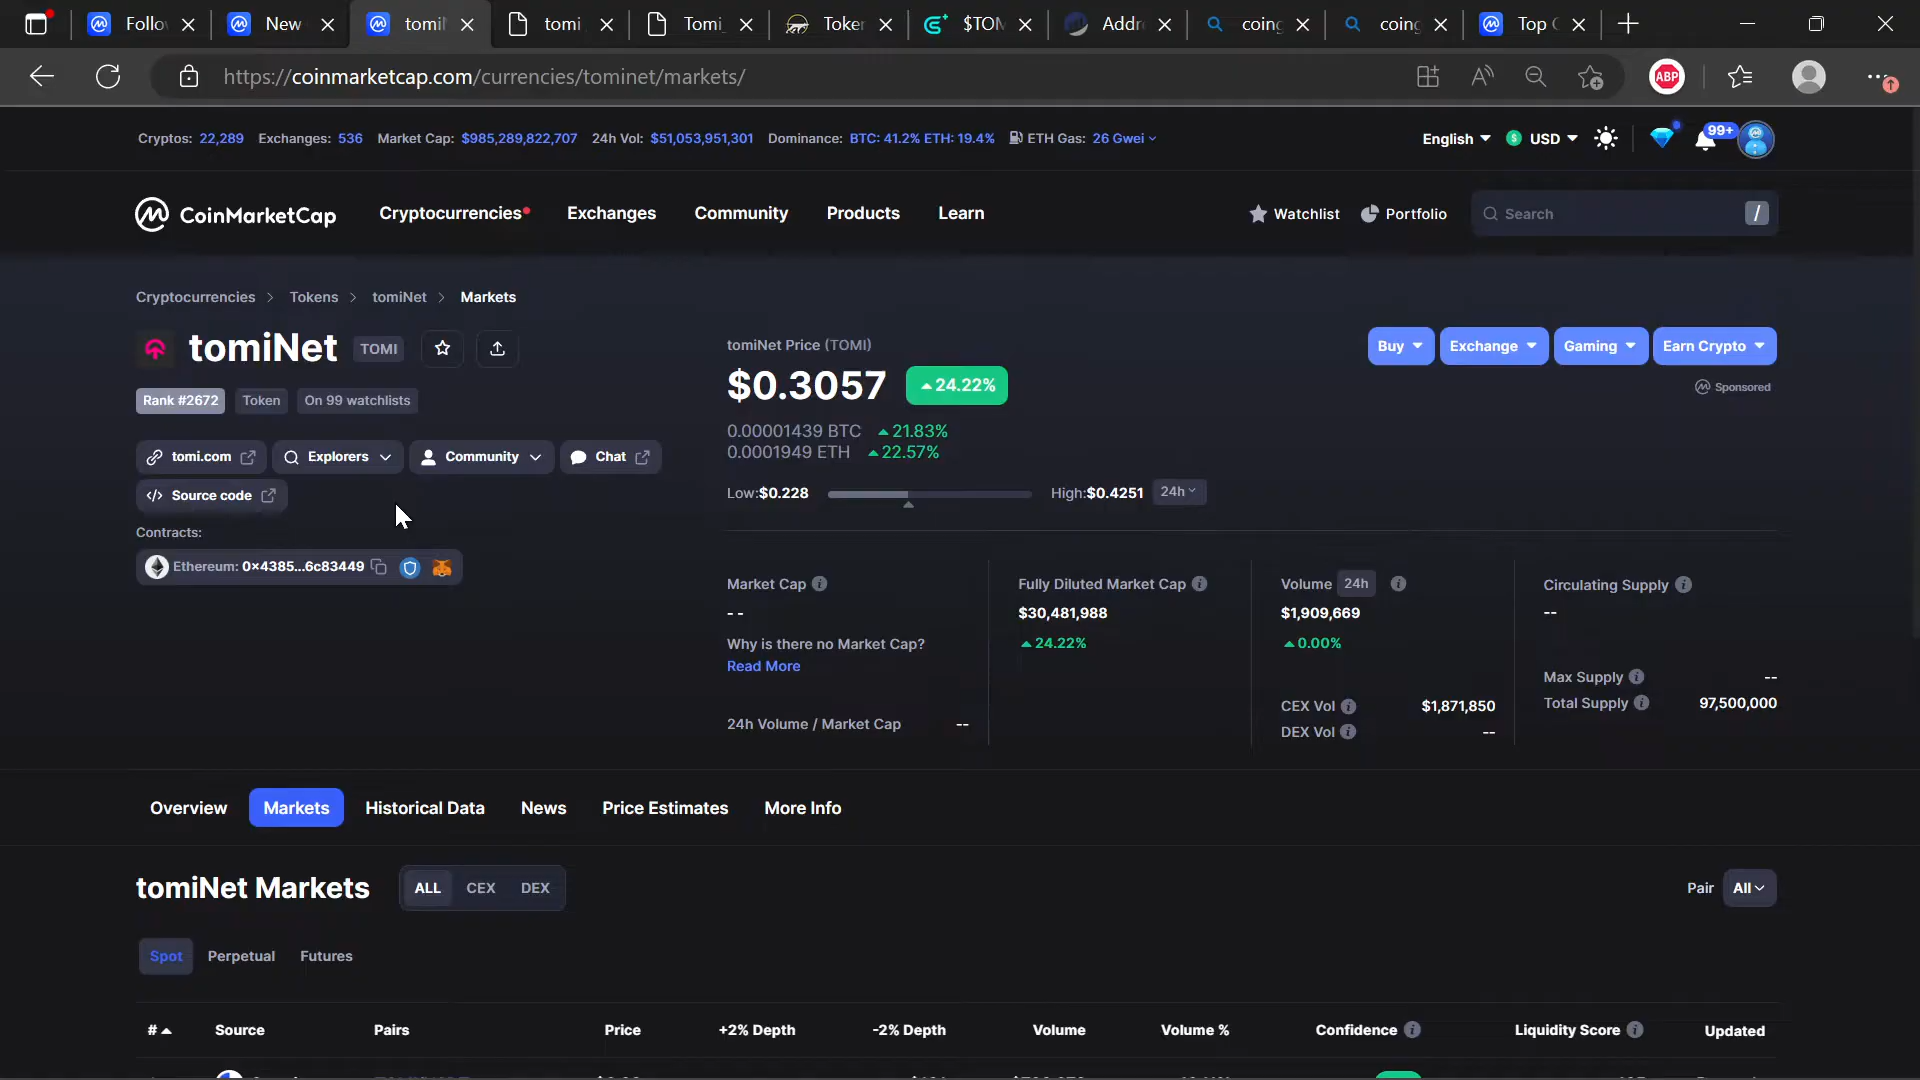 Follo
New
tomi
tomi
Tomi_
Toker
$TON
Addr
coing
coing
Top
https://coinmarketcap.com/currencies/tominet/markets/
ABP
Cryptos: 22,289 Exchanges: 536 Market Cap: $985,289,822,707 24h Vol: $51,053,951,301 Dominance: BTC: 41.2% ETH: 19.4% ETH Gas: 26 Gwei
English USD 99+
CoinMarketCap Cryptocurrencies Exchanges Community Products Learn Watchlist Portfolio Search /
Cryptocurrencies > Tokens > tomiNet > Markets
tomiNet TOMI
Rank #2672 Token On 99 watchlists
tomi.com Explorers Community Chat
Source code
Contracts:
Ethereum: 0x4385...6c83449
tomiNet Price (TOMI)
$0.3057 24.22%
0.00001439 BTC 21.83%
0.0001949 ETH 22.57%
Low:$0.228 High:$0.4251 24h
Buy Exchange Gaming Earn Crypto
Sponsored
Market Cap
- -
Why is there no Market Cap?
Read More
24h Volume / Market Cap --
Fully Diluted Market Cap
$30,481,988
24.22%
Volume 24h
$1,909,669
0.00%
CEX Vol $1,871,850
DEX Vol --
Circulating Supply
--
Max Supply --
Total Supply 97,500,000
Overview Markets Historical Data News Price Estimates More Info
tomiNet Markets ALL CEX DEX Pair All
Spot Perpetual Futures
# Source Pairs Price +2% Depth -2% Depth Volume Volume % Confidence Liquidity Score Updated